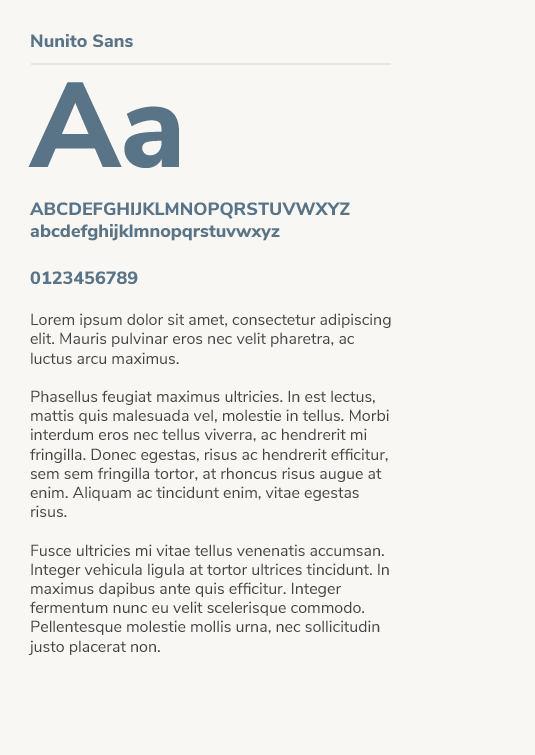 Nunito Sans
Aa
ABCDEFGHIJKLMNOPQRSTUVWXYZ
abcdefghijklmnopqrstuvwxyz
0123456789
Lorem ipsum dolor sit amet, consectetur adipiscing
elit. Mauris pulvinar eros nec velit pharetra, ac
luctus arcu maximus.
Phasellus feugiat maximus ultricies. In est lectus,
mattis quis malesuada vel, molestie in tellus. Morbi
interdum eros nec tellus viverra, ac hendrerit mi
fringilla. Donec egestas, risus ac hendrerit efficitur,
sem sem fringilla tortor, at rhoncus risus augue at
enim. Aliquam ac tincidunt enim, vitae egestas
risus.
Fusce ultricies mi vitae tellus venenatis accumsan.
Integer vehicula ligula at tortor ultrices tincidunt. In
maximus dapibus ante quis efficitur. Integer
fermentum nunc eu velit scelerisque commodo.
Pellentesque molestie mollis urna, nec sollicitudin
justo placerat non.